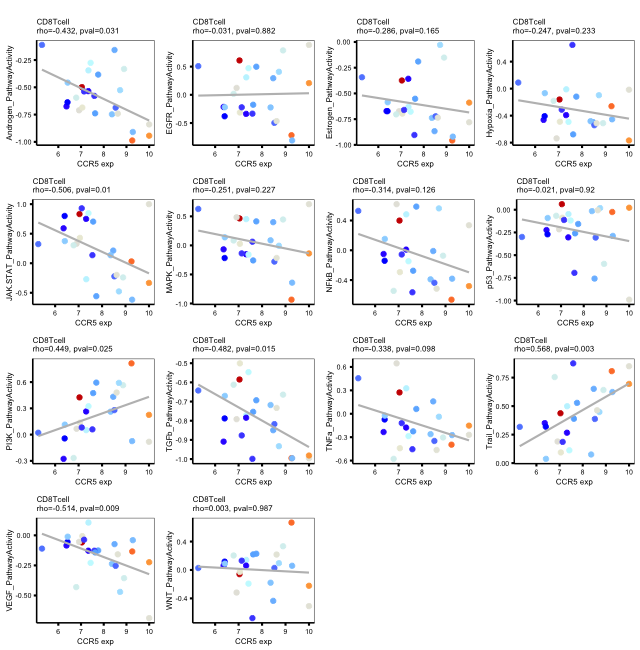 CD8Tcell
rho=-0.432, pval=0.031
Androgen_PathwayActivity
-0.25
-0.50
-0.75
-1.00
6 7 8 9 10
CCR5 exp
CD8Tcell
rho=-0.031, pval=0.882
EGFR_PathwayActivity
0.5
0.0
-0.5
6 7 8 9 10
CCR5 exp
CD8Tcell
rho=-0.286, pval=0.165
Estrogen_PathwayActivity
0.00
-0.25
-0.50
-0.75
-1.00
6 7 8 9 10
CCR5 exp
CD8Tcell
rho=-0.247, pval=0.233
Hypoxia_PathwayActivity
0.4
0.0
-0.4
-0.8
6 7 8 9 10
CCR5 exp
CD8Tcell
rho=-0.506, pval=0.01
JAK-STAT_PathwayActivity
1.0
0.5
0.0
-0.5
6 7 8 9 10
CCR5 exp
CD8Tcell
rho=-0.251, pval=0.227
MAPK_PathwayActivity
0.5
0.0
-0.5
-1.0
6 7 8 9 10
CCR5 exp
CD8Tcell
rho=-0.314, pval=0.126
NFkB_PathwayActivity
0.4
0.0
-0.4
6 7 8 9 10
CCR5 exp
CD8Tcell
rho=-0.021, pval=0.92
p53_PathwayActivity
0.00
-0.25
-0.50
-0.75
-1.00
6 7 8 9 10
CCR5 exp
CD8Tcell
rho=0.449, pval=0.025
PI3K_PathwayActivity
0.6
0.3
0.0
-0.3
6 7 8 9 10
CCR5 exp
CD8Tcell
rho=-0.482, pval=0.015
TGFb_PathwayActivity
-0.5
-0.6
-0.7
-0.8
-0.9
-1.0
6 7 8 9 10
CCR5 exp
CD8Tcell
rho=-0.338, pval=0.098
TNFa_PathwayActivity
0.6
0.3
-0.0
-0.3
-0.6
6 7 8 9 10
CCR5 exp
CD8Tcell
rho=0.568, pval=0.003
Trail_PathwayActivity
0.75
0.50
0.25
0.00
6 7 8 9 10
CCR5 exp
CD8Tcell
rho=-0.514, pval=0.009
VEGF_PathwayActivity
0.00
-0.25
-0.50
6 7 8 9 10
CCR5 exp
CD8Tcell
rho=0.003, pval=0.987
WNT_PathwayActivity
0.4
0.0
-0.4
6 7 8 9 10
CCR5 exp